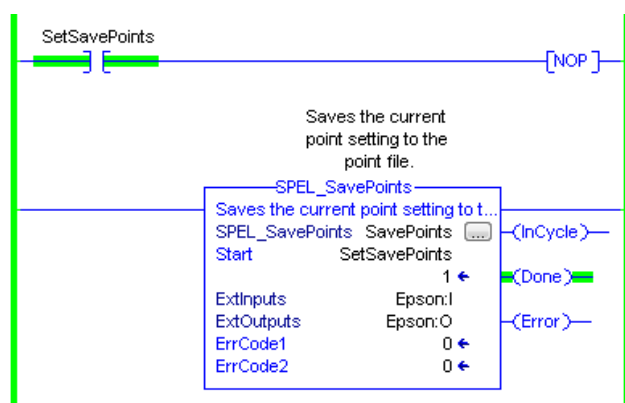 SetSavePoints
NOP
Saves the current
point setting to the
point file.
SPEL_SavePoints
Saves the current point setting to t...
SPEL_SavePoints SavePoints ...
(InCycle)
Start SetSavePoints
1
(Done)
ExtInputs Epson:I
ExtOutputs Epson:O
(Error)
ErrCode1 0
ErrCode2 0